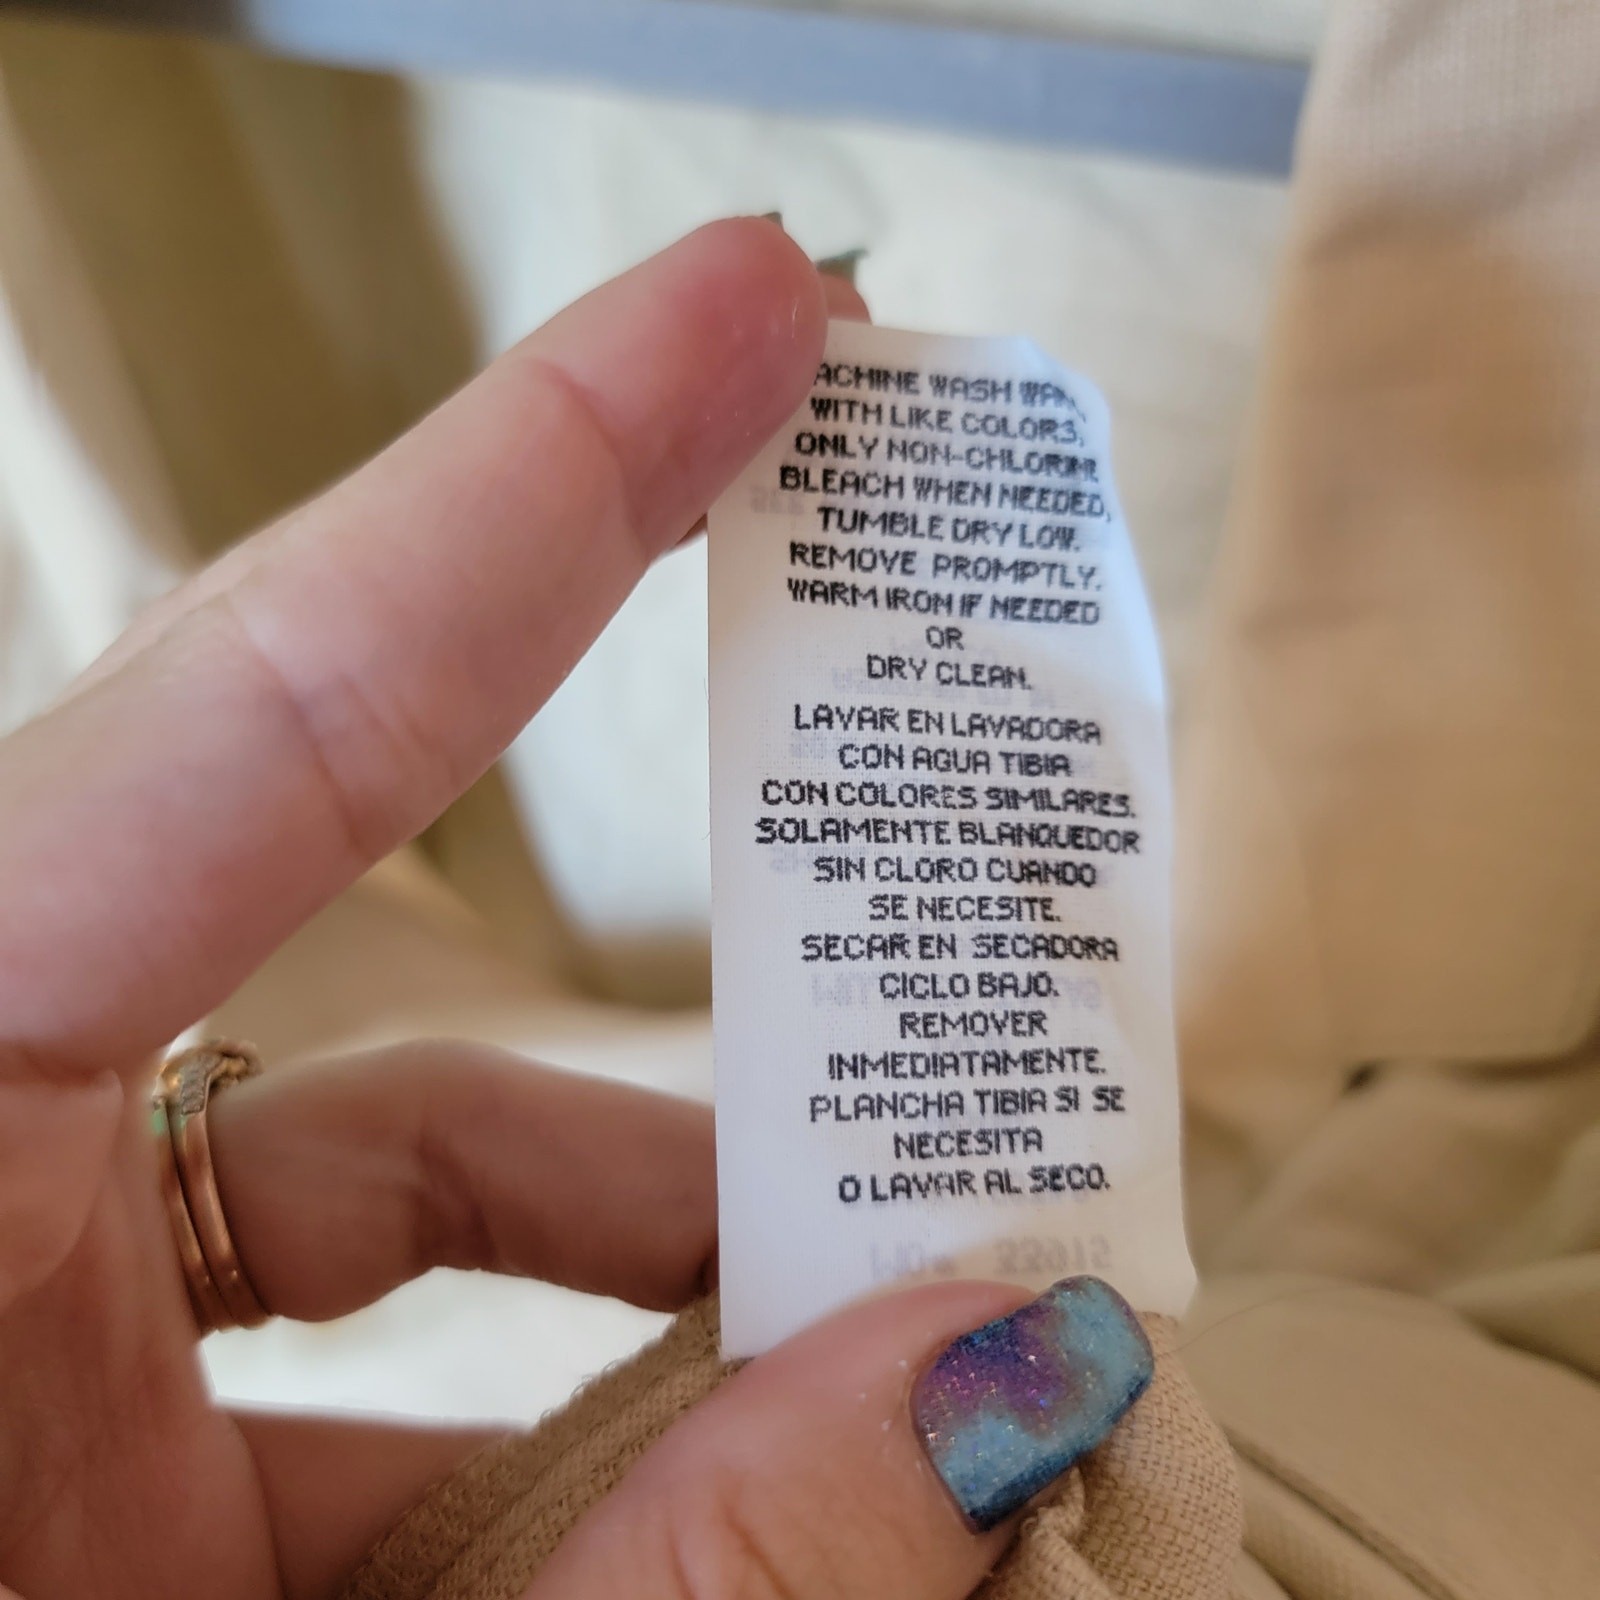 ACHINE WASH WAR
WITH LIKE COLORS,
ONLY NON-CHLORINE
BLEACH WHEN NEEDED,
TUMBLE DRY LOW.
REMOVE PROMPTLY.
WARM IRON IF NEEDED
OR
DRY CLEAN.
LAVAR EN LAVADORA
CON AGUA TIBIA
CON COLORES SIMILARES.
SOLAMENTE BLANQUEDOR
SIN CLORO CUANDO
SE NECESITE.
SECAR EN SECADORA
CICLO BAJO.
REMOVER
INMEDIATAMENTE.
PLANCHA TIBIA SI SE
NECESITA
O LAVAR AL SECO.